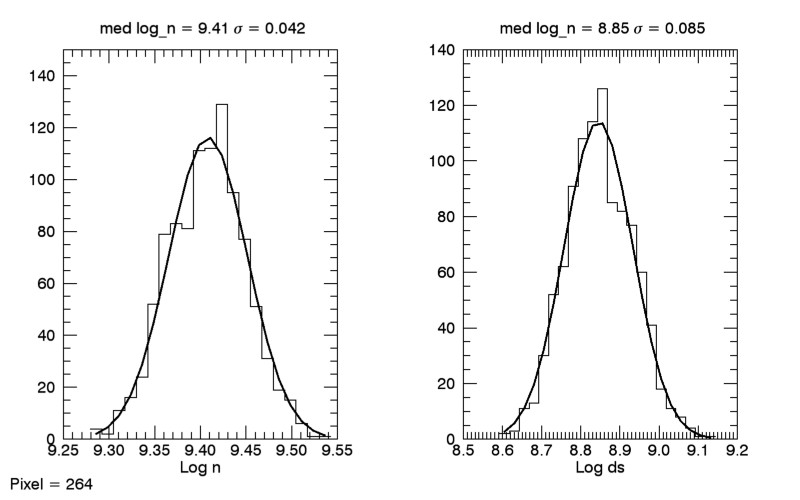 med log_n = 9.41 σ = 0.042
140
120
100
80
60
40
20
0
9.25 9.30 9.35 9.40 9.45 9.50 9.55
Log n
med log_n = 8.85 σ = 0.085
140
120
100
80
60
40
20
0
8.5 8.6 8.7 8.8 8.9 9.0 9.1 9.2
Log ds
Pixel = 264